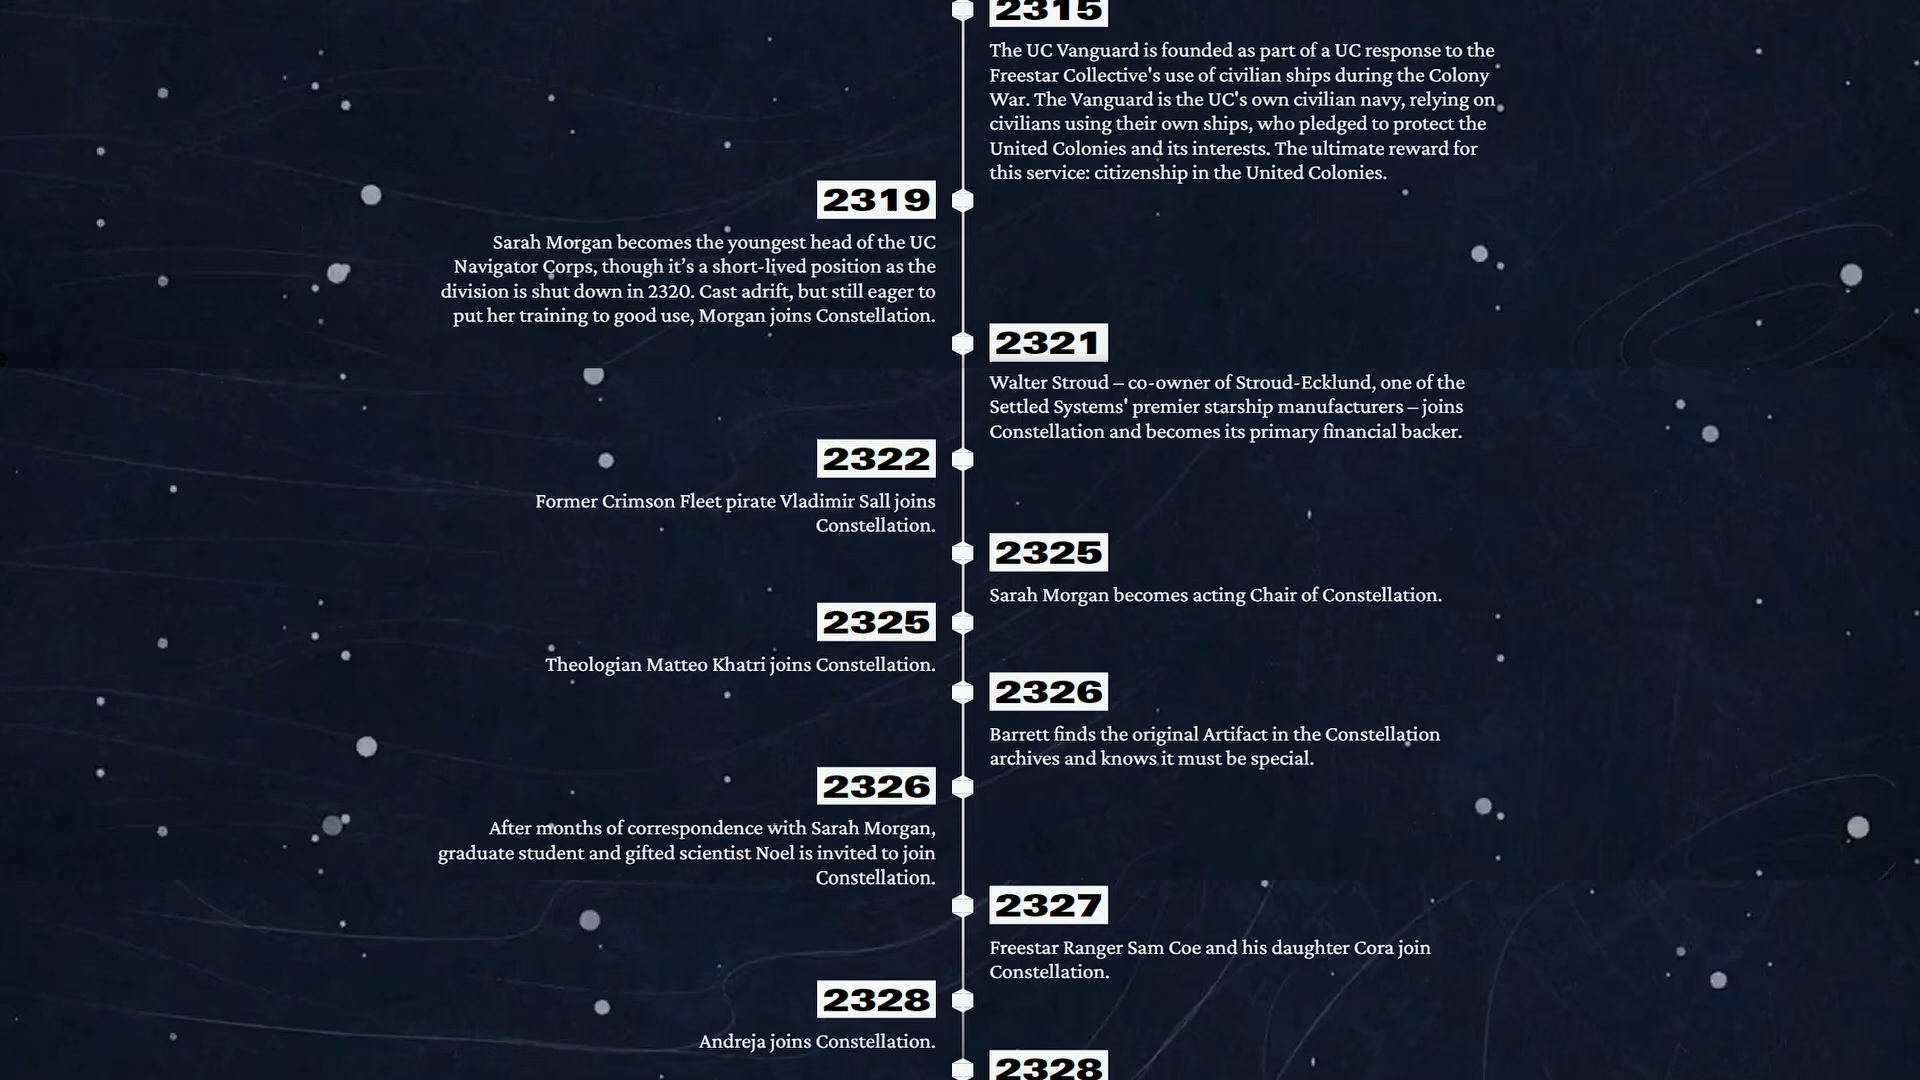 2315
The UC Vanguard is founded as part of a UC response to the
Freestar Collective's use of civilian ships during the Colony
War. The Vanguard is the UC's own civilian navy, relying on
civilians using their own ships, who pledged to protect the
United Colonies and its interests. The ultimate reward for
this service: citizenship in the United Colonies.
2319
Sarah Morgan becomes the youngest head of the UC
Navigator Corps, though it’s a short-lived position as the
division is shut down in 2320. Cast adrift, but still eager to
put her training to good use, Morgan joins Constellation.
2321
Walter Stroud – co-owner of Stroud-Ecklund, one of the
Settled Systems' premier starship manufacturers – joins
Constellation and becomes its primary financial backer.
2322
Former Crimson Fleet pirate Vladimir Sall joins
Constellation.
2325
Sarah Morgan becomes acting Chair of Constellation.
2325
Theologian Matteo Khatri joins Constellation.
2326
Barrett finds the original Artifact in the Constellation
archives and knows it must be special.
2326
After months of correspondence with Sarah Morgan,
graduate student and gifted scientist Noel is invited to join
Constellation.
2327
Freestar Ranger Sam Coe and his daughter Cora join
Constellation.
2328
Andreja joins Constellation.
2328